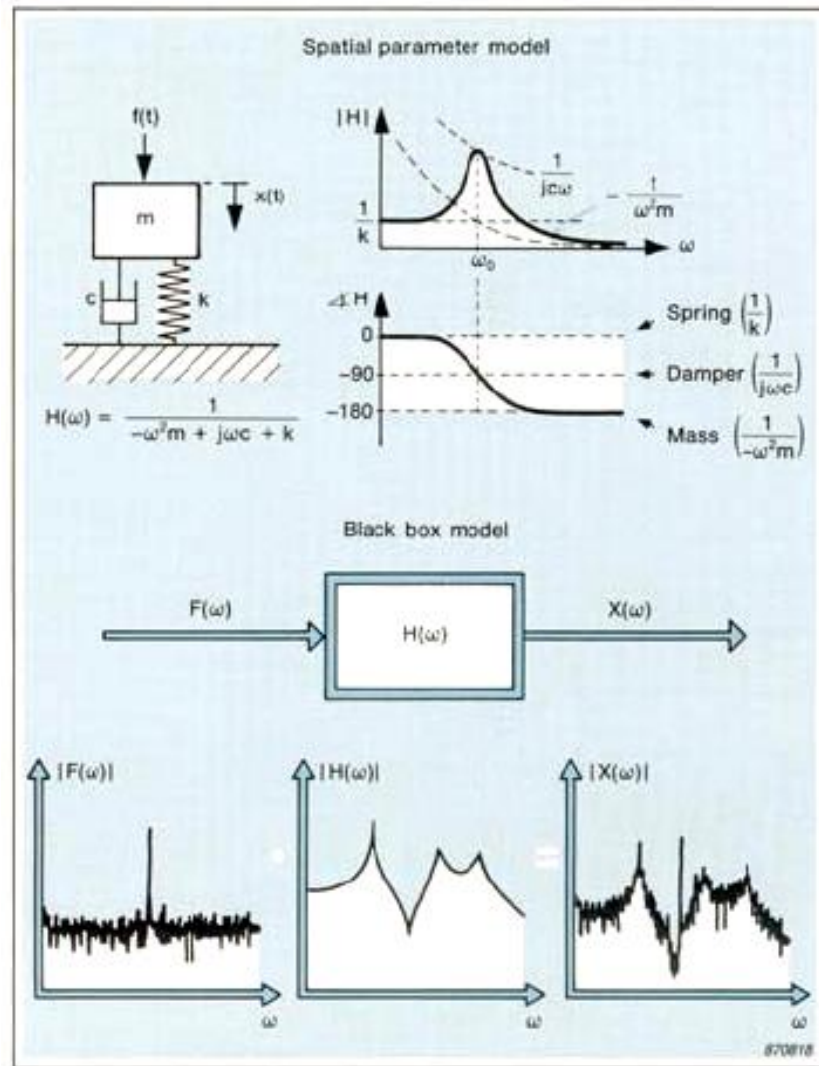 Spatial parameter model
f(t)
x(t)
m
c
k
H(ω) = 1 / (−ω²m + jωc + k)
|H|
1/k
1/jcω
− 1/ω²m
ω₀
ω
∡ H
0
−90
−180
Spring (1/k)
Damper (1/jωc)
Mass (1/−ω²m)
Black box model
F(ω)
H(ω)
X(ω)
|F(ω)|
|H(ω)|
|X(ω)|
·
=
ω
ω
ω
870818